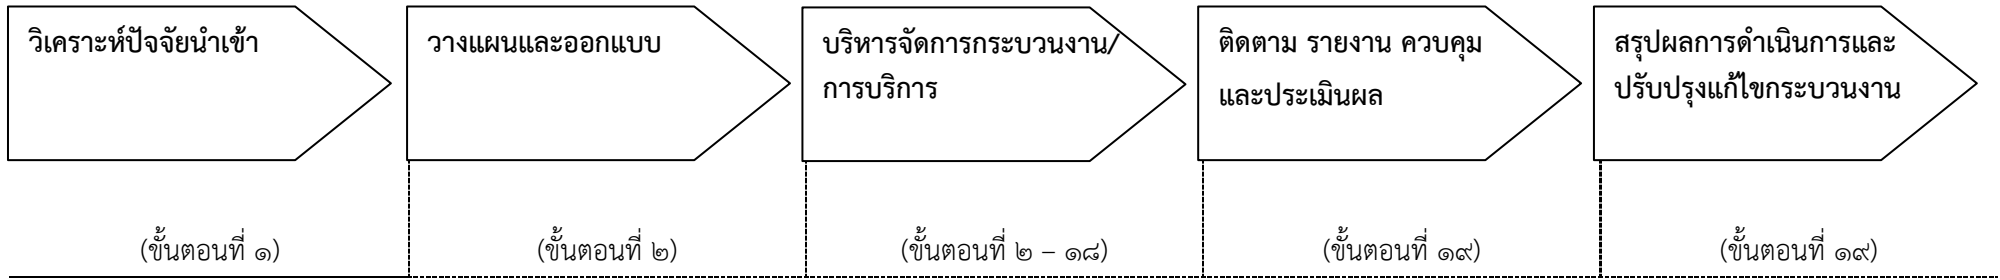 วิเคราะห์ปัจจัยนำเข้า
วางแผนและออกแบบ
บริหารจัดการกระบวนงาน/
การบริการ
ติดตาม รายงาน ควบคุม
และประเมินผล
สรุปผลการดำเนินการและ
ปรับปรุงแก้ไขกระบวนงาน
(ขั้นตอนที่ ๑)
(ขั้นตอนที่ ๒)
(ขั้นตอนที่ ๒ – ๑๘)
(ขั้นตอนที่ ๑๙)
(ขั้นตอนที่ ๑๙)